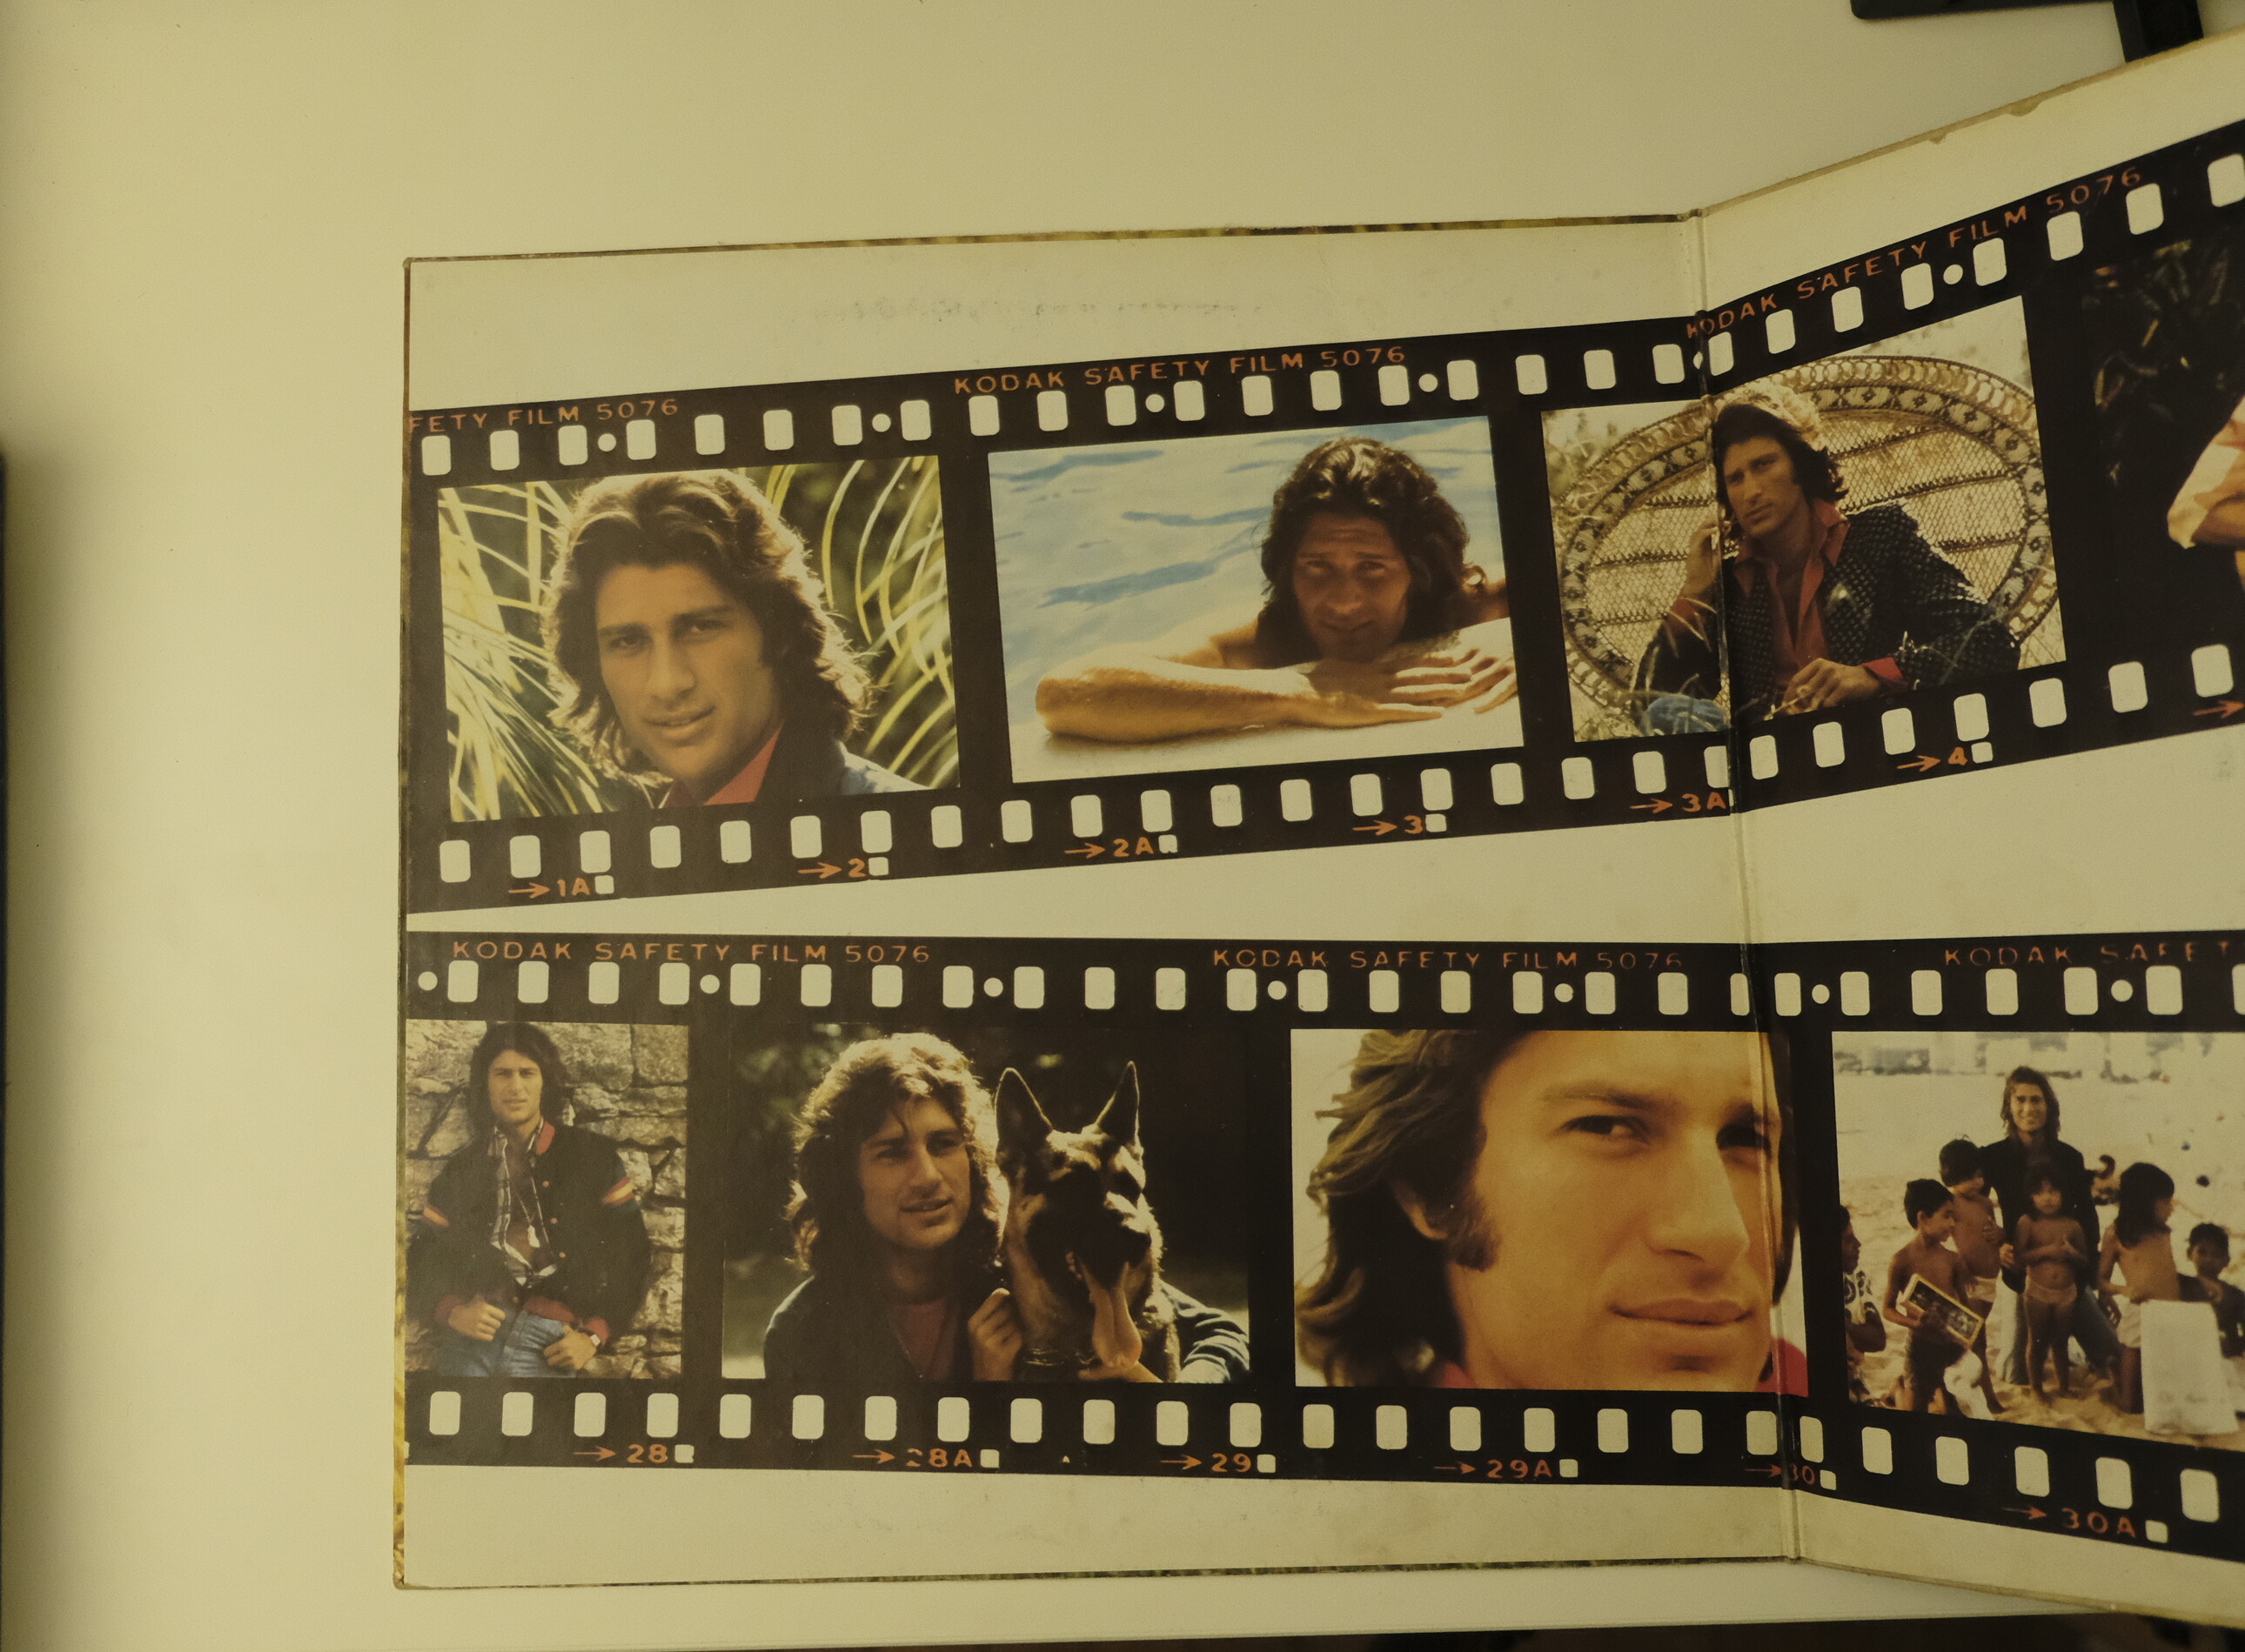 FETY FILM 5076
KODAK SAFETY FILM 5076
KODAK SAFETY FILM 5076
→1A
→2
→2A
→3
→3A
→4
KODAK SAFETY FILM 5076
KODAK SAFETY FILM 5076
KODAK SAFET
→28
→28A
→29
→29A
→30
→30A